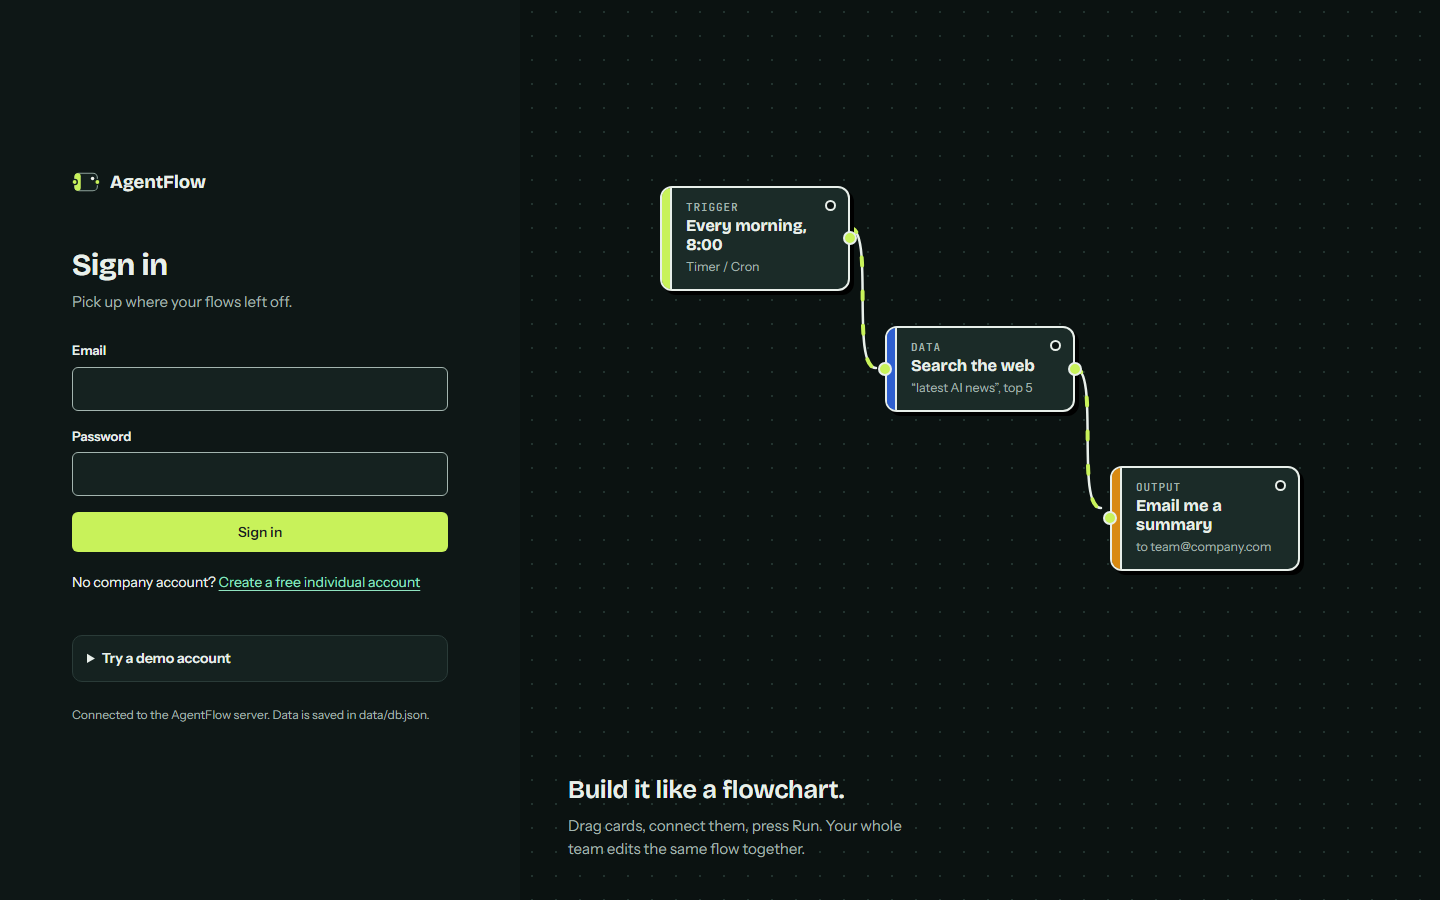 AgentFlow
Sign in
Pick up where your flows left off.
Email
Password
Sign in
No company account? Create a free individual account
Try a demo account
Connected to the AgentFlow server. Data is saved in data/db.json.
TRIGGER
Every morning,
8:00
Timer / Cron
DATA
Search the web
“latest AI news”, top 5
OUTPUT
Email me a
summary
to team@company.com
Build it like a flowchart.
Drag cards, connect them, press Run. Your whole
team edits the same flow together.